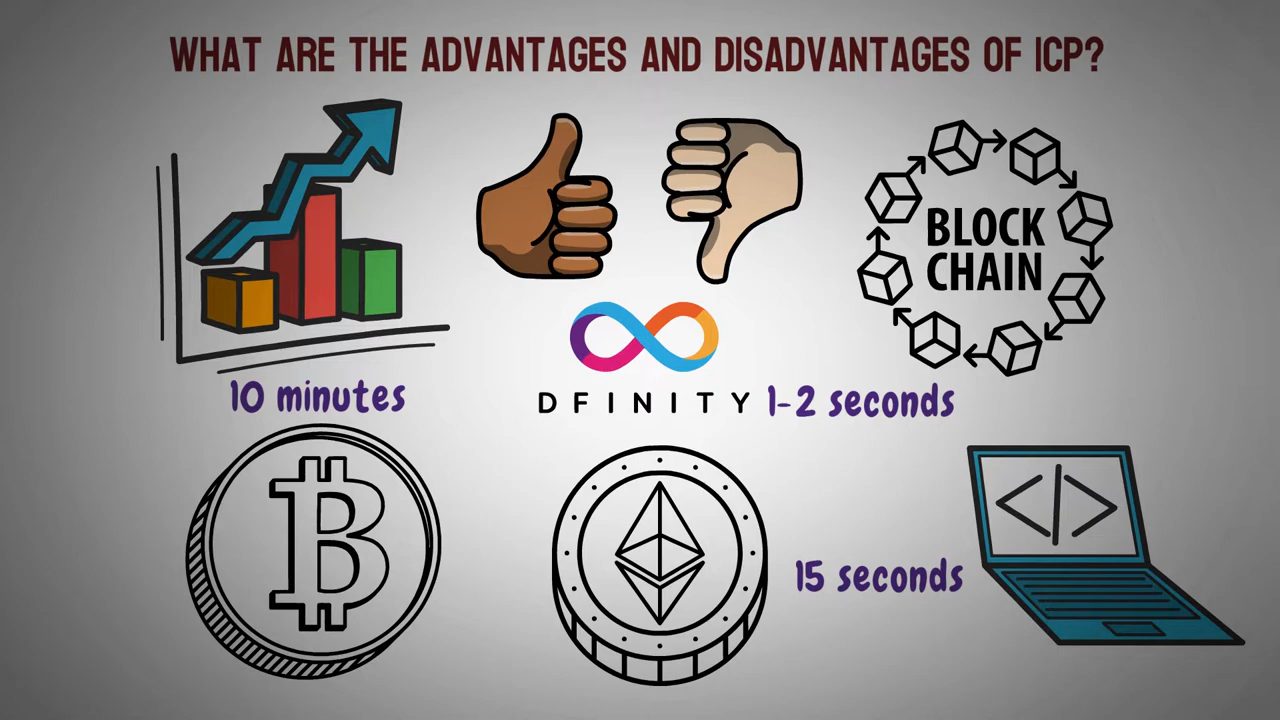 WHAT ARE THE ADVANTAGES AND DISADVANTAGES OF ICP?
BLOCK
CHAIN
10 minutes
DFINITY
1-2 seconds
15 seconds
</>